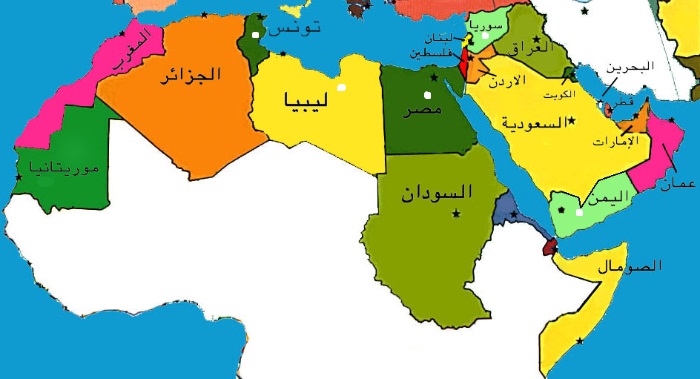 تونس
سوريا
لبنان
فلسطين
العراق
المغرب
الجزائر
ليبيا
مصر
الاردن
الكويت
البحرين
قطر
السعودية
الإمارات
عمان
موريتانيا
السودان
اليمن
الصومال